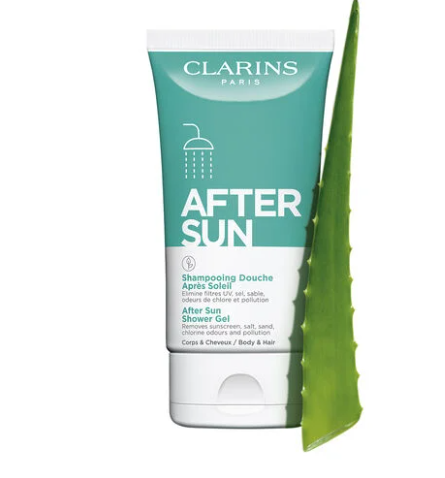 CLARINS
PARIS
AFTER
SUN
Shampooing Douche
Après Soleil
Elimine filtres UV, sel, sable,
odeurs de chlore et pollution
After Sun
Shower Gel
Removes sunscreen, salt, sand,
chlorine odours and pollution
Corps & Cheveux / Body & Hair